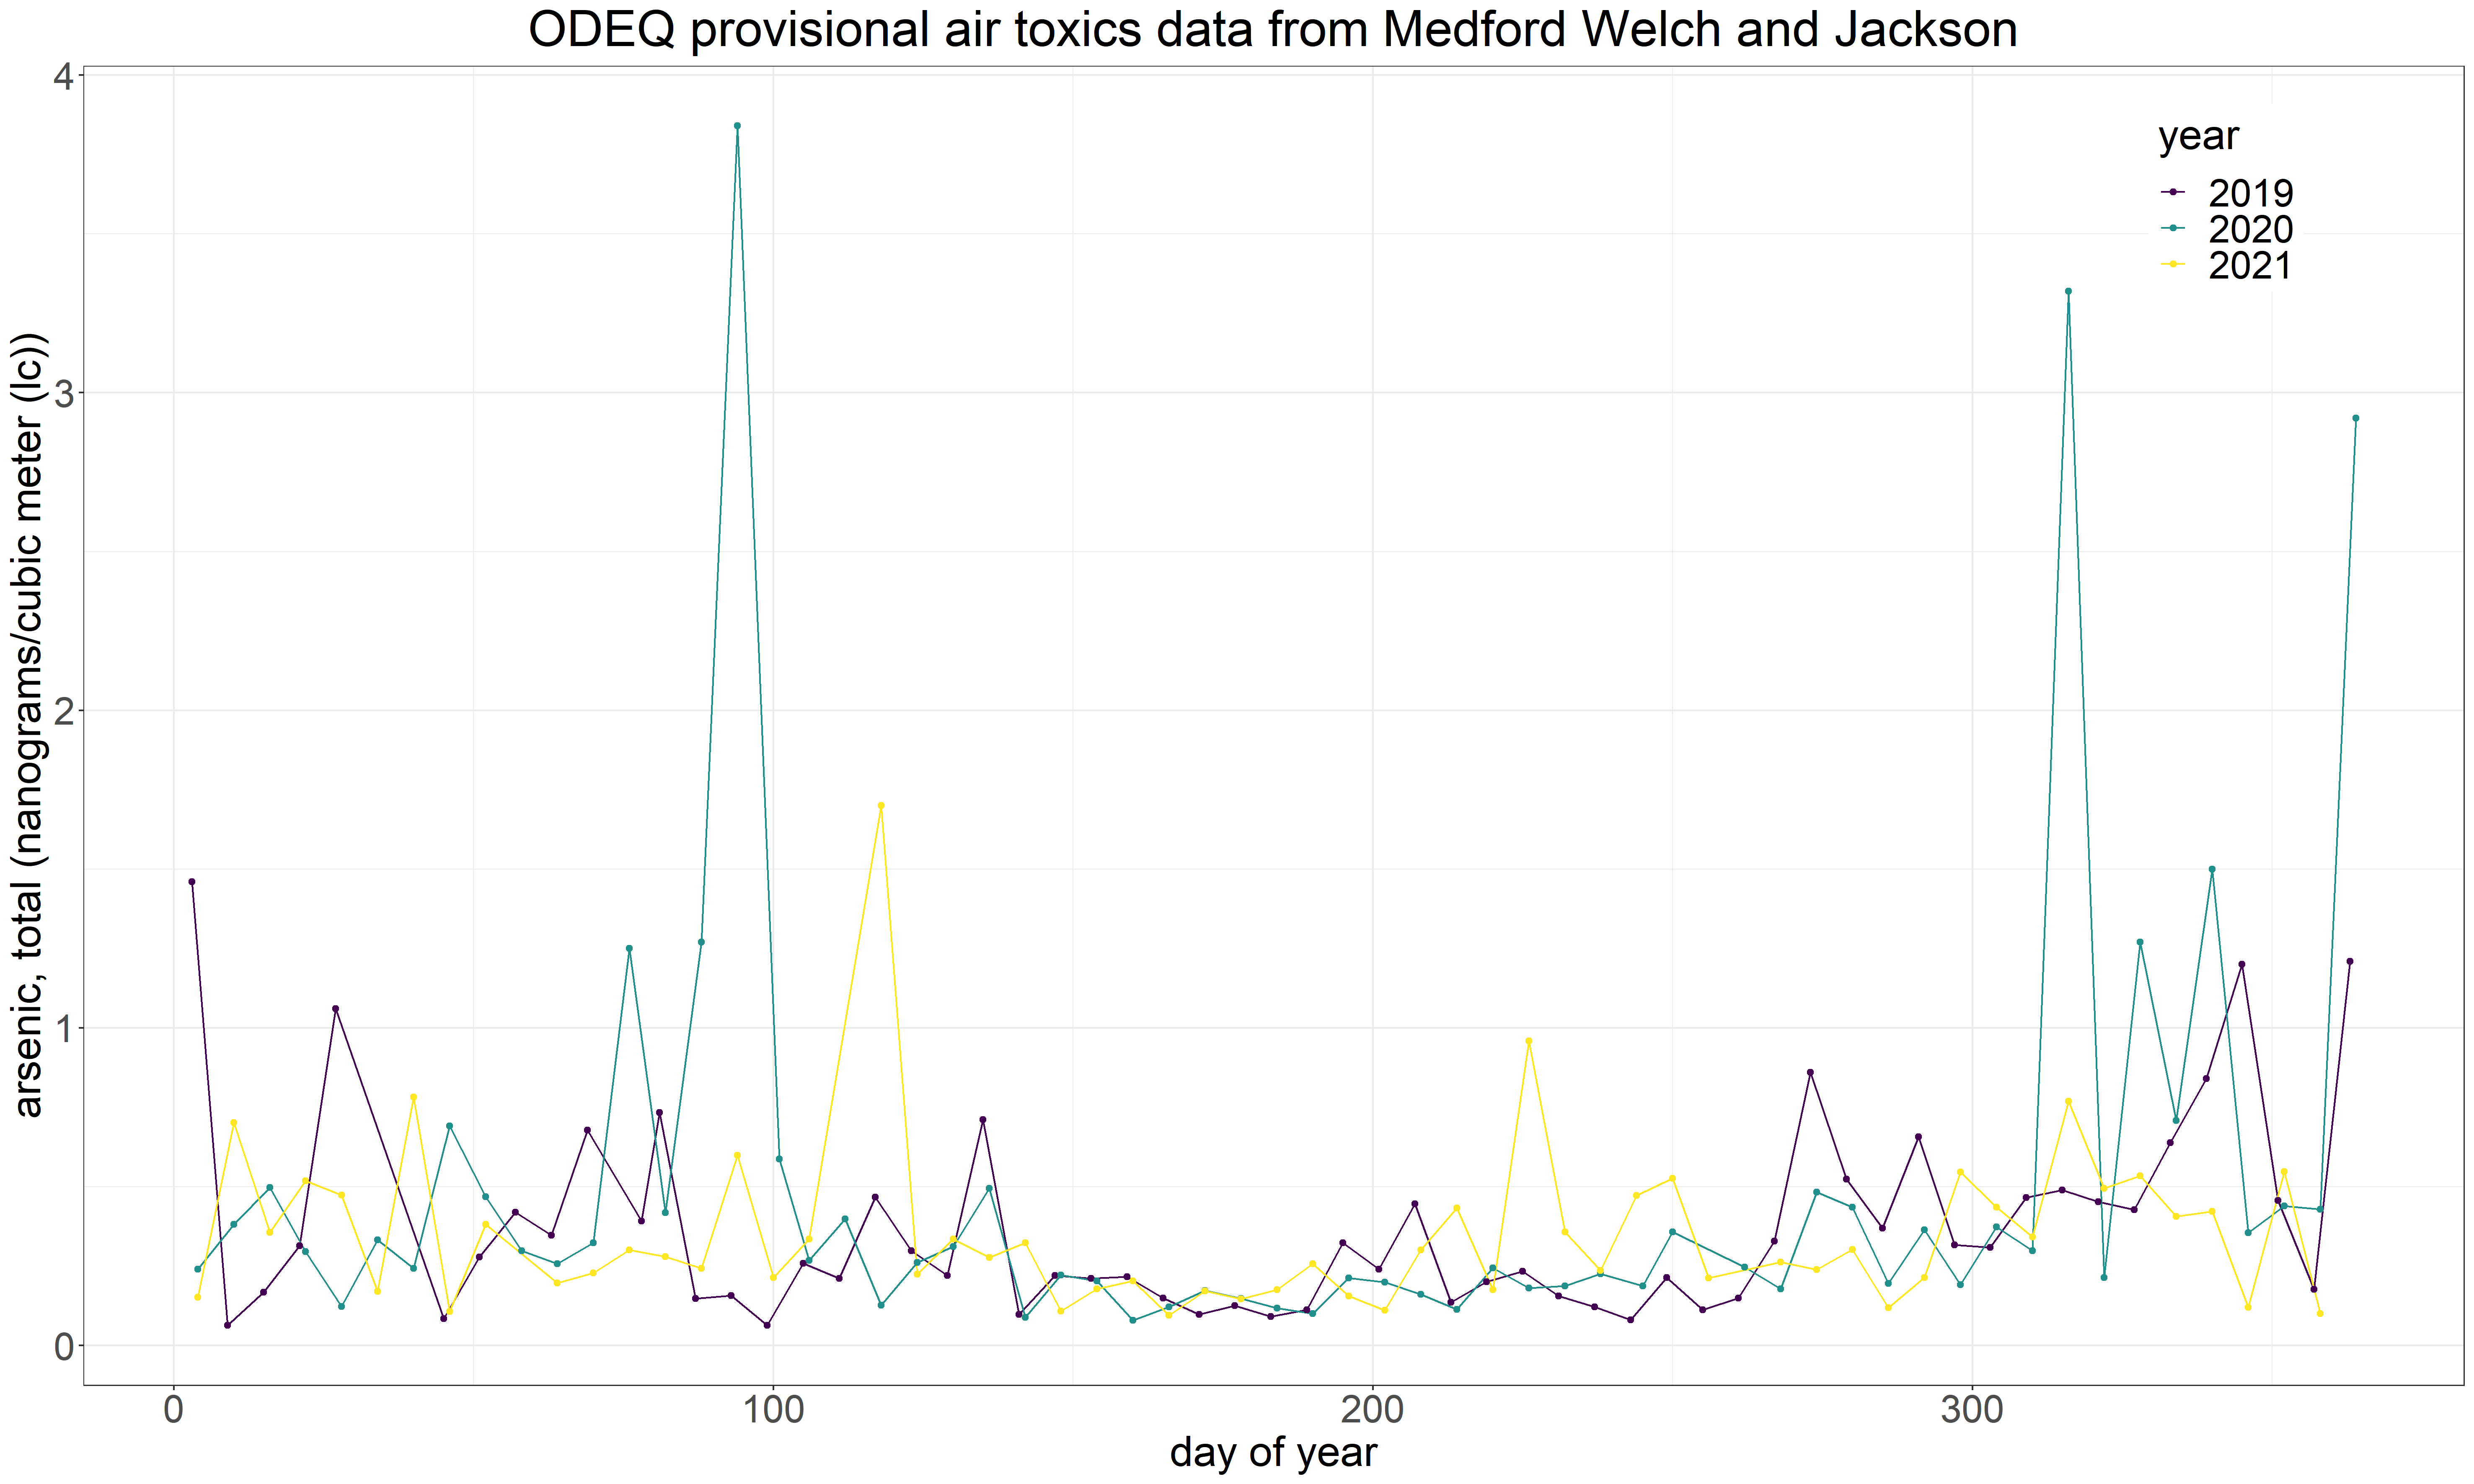 ODEQ provisional air toxics data from Medford Welch and Jackson
year
2019
2020
2021
arsenic, total (nanograms/cubic meter (lc))
4
3
2
1
0
0 100 200 300
day of year